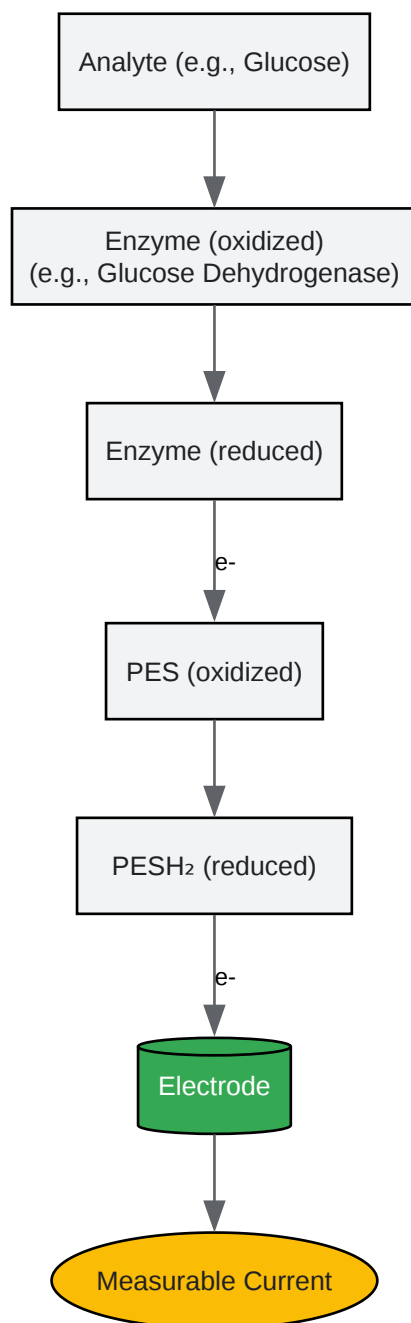 Analyte (e.g., Glucose)
Enzyme (oxidized)
(e.g., Glucose Dehydrogenase)
Enzyme (reduced)
e-
PES (oxidized)
PESH₂ (reduced)
e-
Electrode
Measurable Current